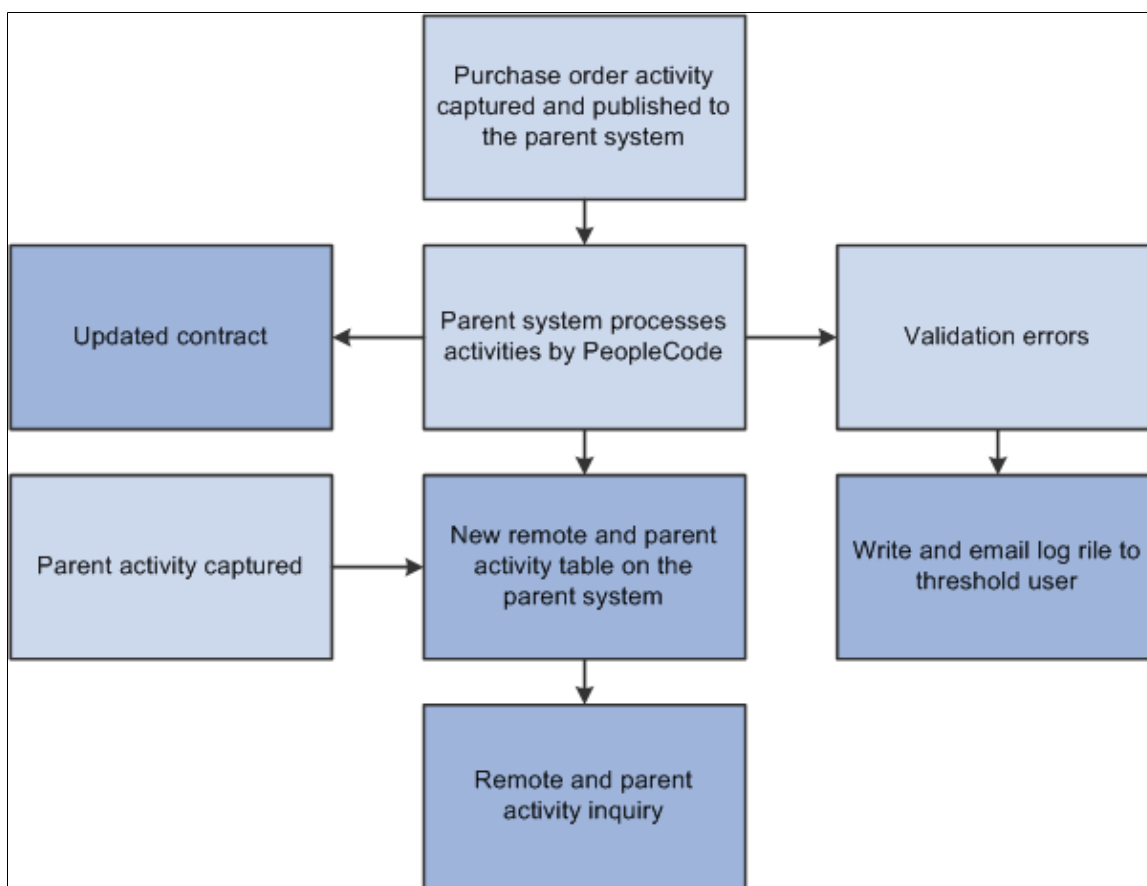 Purchase order activity
captured and published to
the parent system
Updated contract
Parent system processes
activities by PeopleCode
Validation errors
Parent activity captured
New remote and parent
activity table on the
parent system
Write and email log rile to
threshold user
Remote and parent
activity inquiry